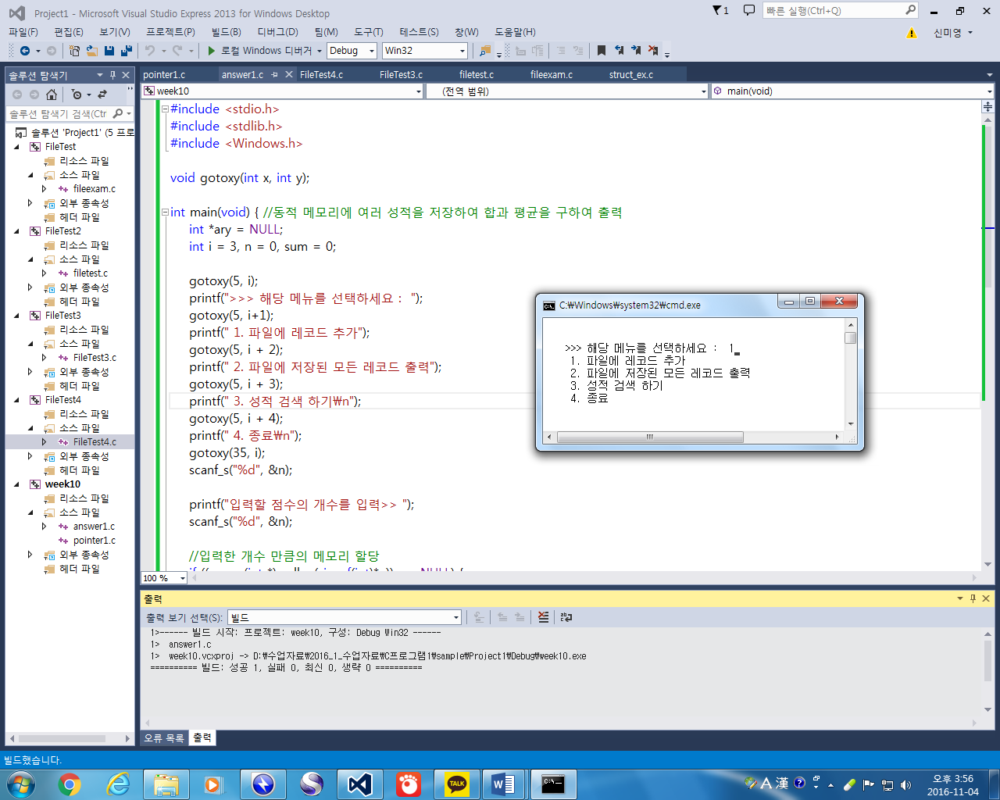 Project1 - Microsoft Visual Studio Express 2013 for Windows Desktop
1
빠른 실행(Ctrl+Q)
파일(F) 편집(E) 보기(V) 프로젝트(P) 빌드(B) 디버그(D) 팀(M) 도구(T) 테스트(S) 창(W) 도움말(H)
신미영
로컬 Windows 디버거 Debug Win32
솔루션 탐색기
솔루션 탐색기 검색(Ctr
솔루션 'Project1' (5 프로
FileTest
리소스 파일
소스 파일
fileexam.c
외부 종속성
헤더 파일
FileTest2
리소스 파일
소스 파일
filetest.c
외부 종속성
헤더 파일
FileTest3
리소스 파일
소스 파일
FileTest3.c
외부 종속성
헤더 파일
FileTest4
리소스 파일
소스 파일
FileTest4.c
외부 종속성
헤더 파일
week10
리소스 파일
소스 파일
answer1.c
pointer1.c
외부 종속성
헤더 파일
pointer1.c answer1.c FileTest4.c FileTest3.c filetest.c fileexam.c struct_ex.c
week10 (전역 범위) main(void)
#include <stdio.h>
#include <stdlib.h>
#include <Windows.h>
void gotoxy(int x, int y);
int main(void) { //동적 메모리에 여러 성적을 저장하여 합과 평균을 구하여 출력
int *ary = NULL;
int i = 3, n = 0, sum = 0;
gotoxy(5, i);
printf(">>> 해당 메뉴를 선택하세요 :  ");
gotoxy(5, i+1);
printf(" 1. 파일에 레코드 추가");
gotoxy(5, i + 2);
printf(" 2. 파일에 저장된 모든 레코드 출력");
gotoxy(5, i + 3);
printf(" 3. 성적 검색 하기₩n");
gotoxy(5, i + 4);
printf(" 4. 종료₩n");
gotoxy(35, i);
scanf_s("%d", &n);
printf("입력할 점수의 개수를 입력>> ");
scanf_s("%d", &n);
//입력한 개수 만큼의 메모리 할당
100 %
C:₩Windows₩system32₩cmd.exe
>>> 해당 메뉴를 선택하세요 :  1
1. 파일에 레코드 추가
2. 파일에 저장된 모든 레코드 출력
3. 성적 검색 하기
4. 종료
출력
출력 보기 선택(S): 빌드
1>------ 빌드 시작: 프로젝트: week10, 구성: Debug Win32 ------
1>  answer1.c
1>  week10.vcxproj -> D:₩수업자료₩2016_1_수업자료₩C프로그램1₩sample₩Project1₩Debug₩week10.exe
========== 빌드: 성공 1, 실패 0, 최신 0, 생략 0 ==========
오류 목록 출력
빌드했습니다.
TALK
A 漢
오후 3:56
2016-11-04